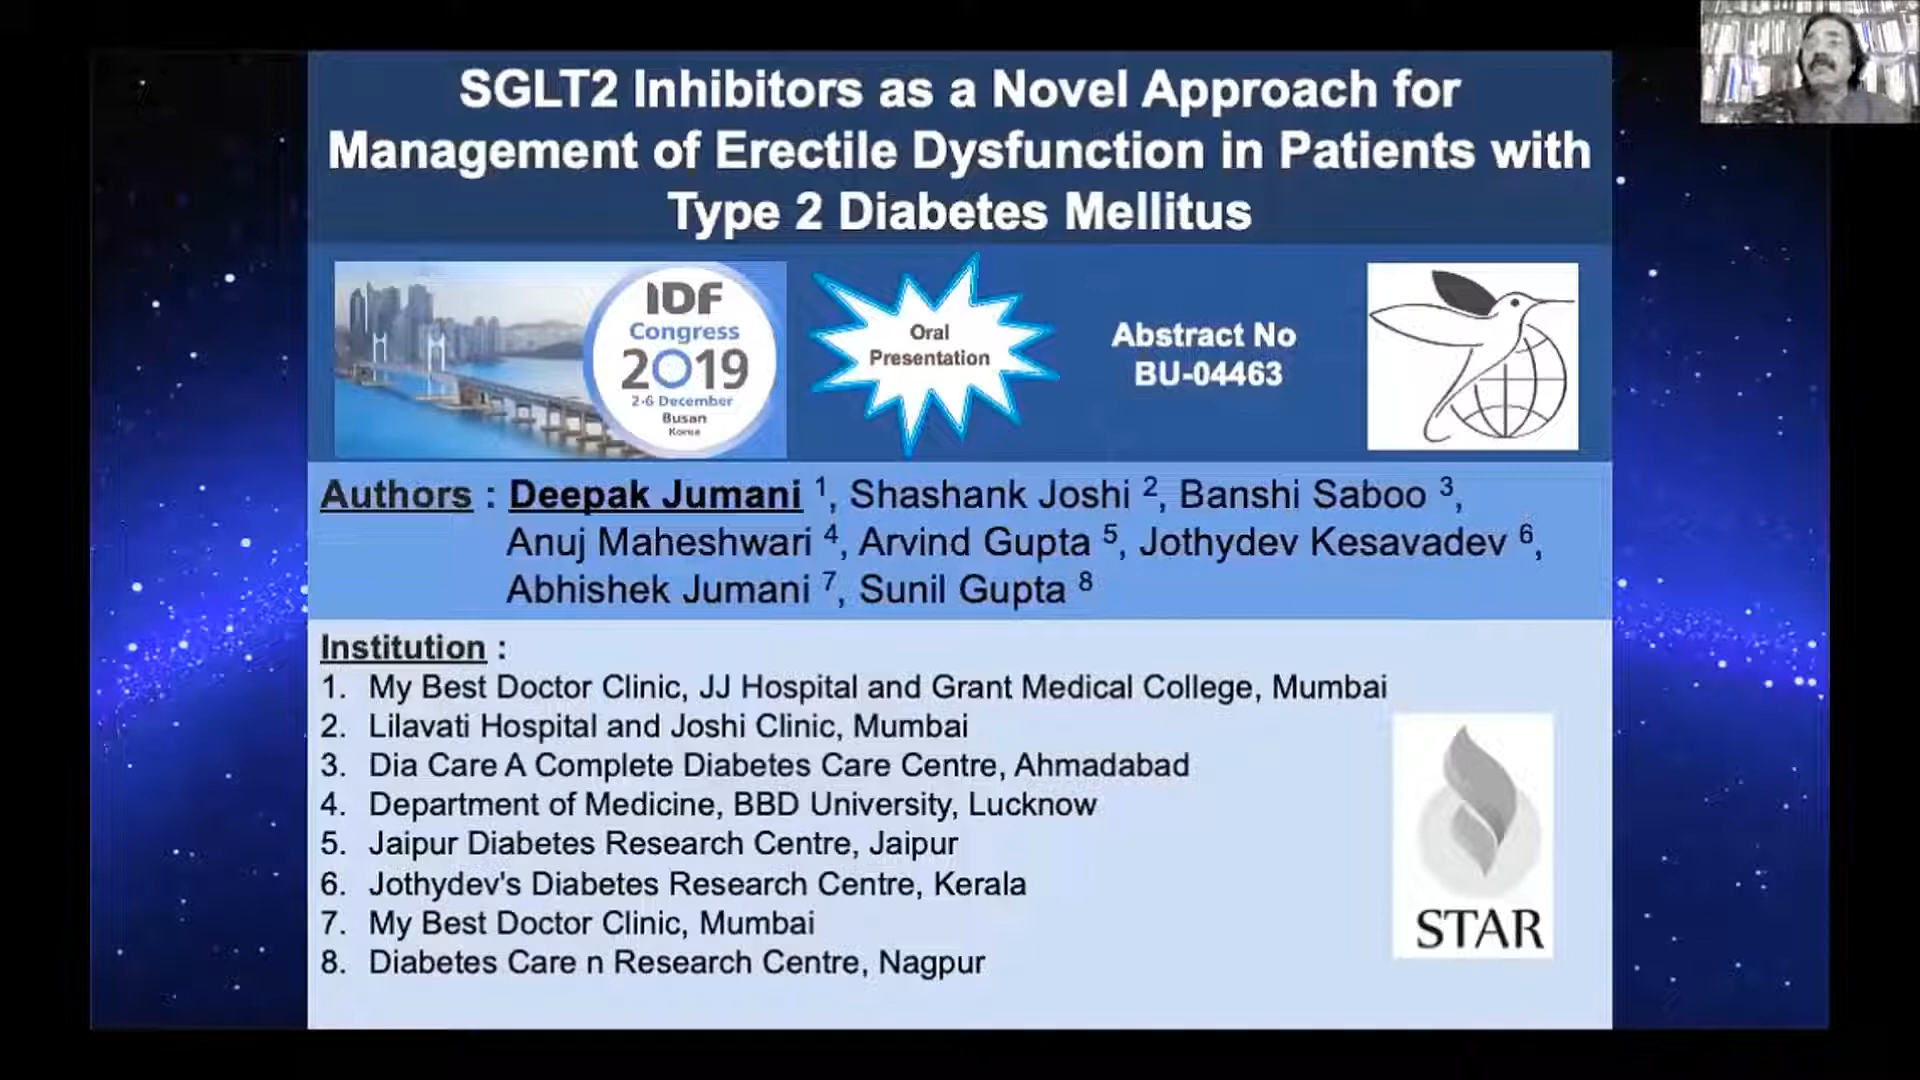 SGLT2 Inhibitors as a Novel Approach for
Management of Erectile Dysfunction in Patients with
Type 2 Diabetes Mellitus
IDF
Congress
2019
2-6 December
Busan
Korea
Oral
Presentation
Abstract No
BU-04463
Authors : Deepak Jumani 1, Shashank Joshi 2, Banshi Saboo 3,
Anuj Maheshwari 4, Arvind Gupta 5, Jothydev Kesavadev 6,
Abhishek Jumani 7, Sunil Gupta 8
Institution :
1. My Best Doctor Clinic, JJ Hospital and Grant Medical College, Mumbai
2. Lilavati Hospital and Joshi Clinic, Mumbai
3. Dia Care A Complete Diabetes Care Centre, Ahmadabad
4. Department of Medicine, BBD University, Lucknow
5. Jaipur Diabetes Research Centre, Jaipur
6. Jothydev's Diabetes Research Centre, Kerala
7. My Best Doctor Clinic, Mumbai
8. Diabetes Care n Research Centre, Nagpur
STAR